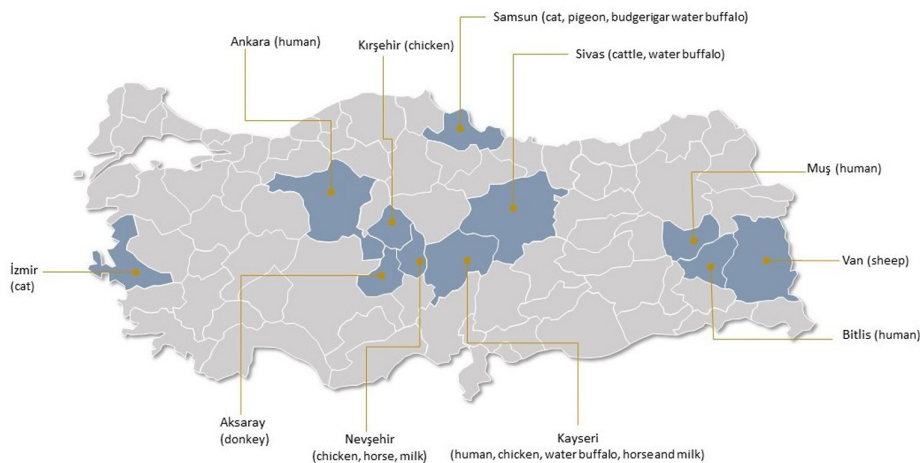 Samsun (cat, pigeon, budgerigar water buffalo)
Ankara (human)
Kırşehir (chicken)
Sivas (cattle, water buffalo)
Muş (human)
Van (sheep)
İzmir
(cat)
Bitlis (human)
Aksaray
(donkey)
Nevşehir
(chicken, horse, milk)
Kayseri
(human, chicken, water buffalo, horse and milk)